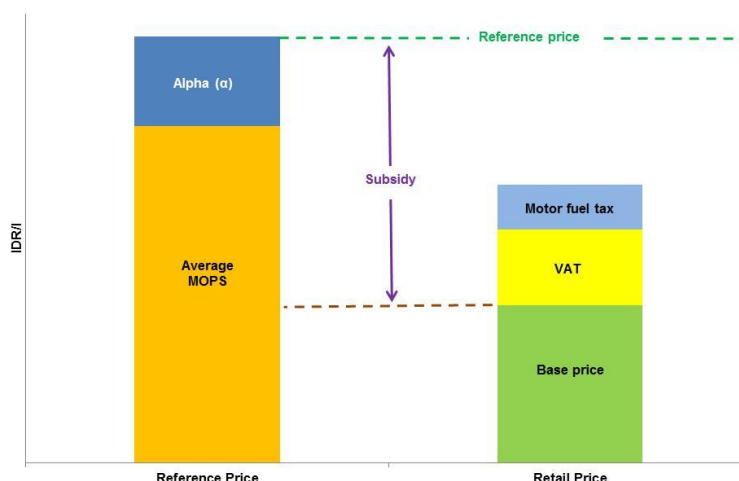 Reference price
Alpha (α)
Subsidy
Motor fuel tax
IDR/l
Average
MOPS
VAT
Base price
Reference Price
Retail Price